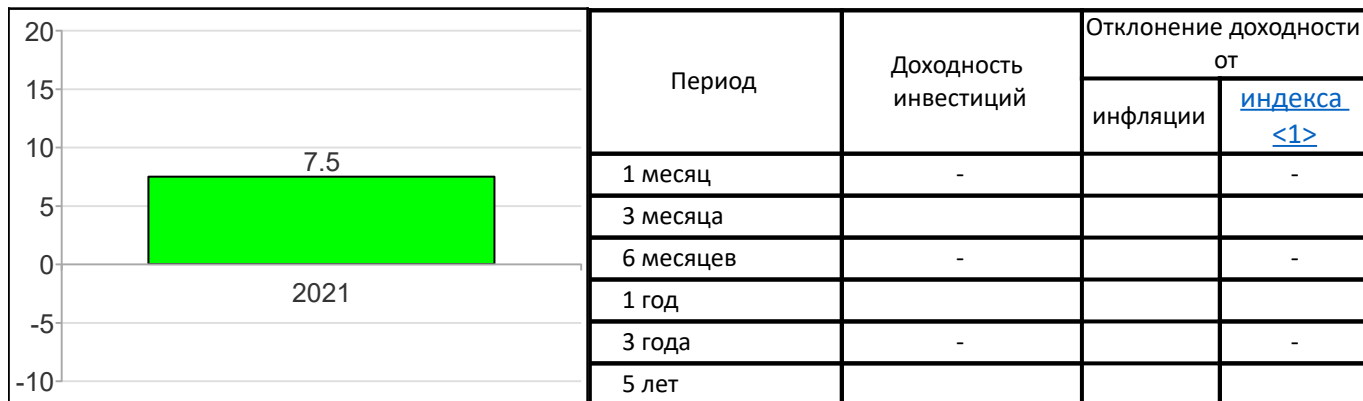 20
15
10
5
0
-5
-10
7.5
2021
Период
Доходность
инвестиций
Отклонение доходности
от
инфляции
индекса
<1>
1 месяц - -
3 месяца
6 месяцев - -
1 год
3 года - -
5 лет